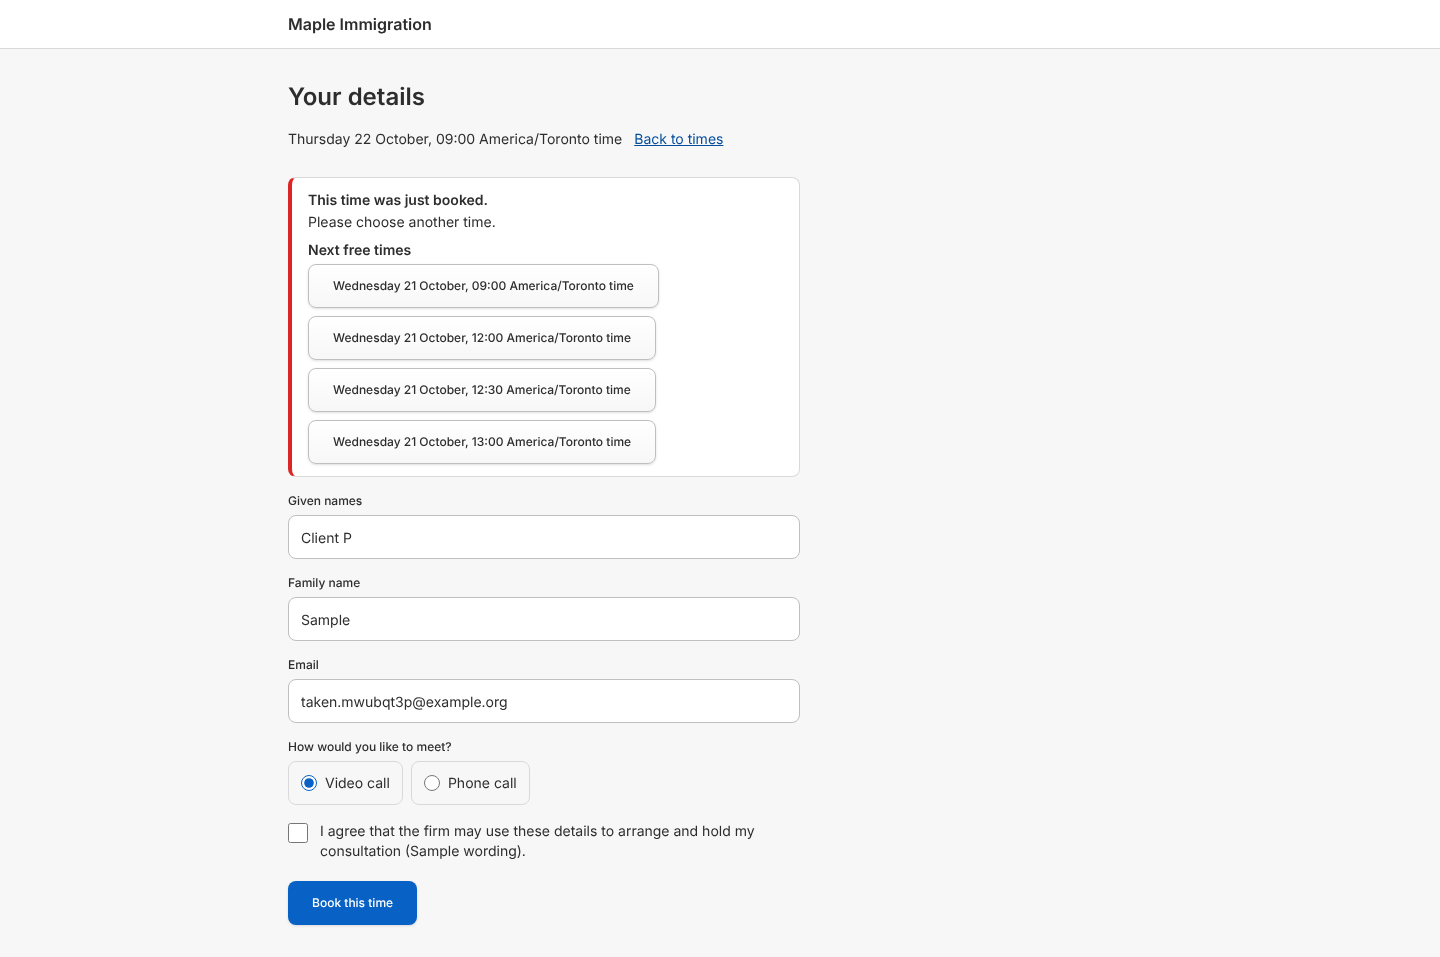 Maple Immigration
Your details
Thursday 22 October, 09:00 America/Toronto time Back to times
This time was just booked.
Please choose another time.
Next free times
Wednesday 21 October, 09:00 America/Toronto time
Wednesday 21 October, 12:00 America/Toronto time
Wednesday 21 October, 12:30 America/Toronto time
Wednesday 21 October, 13:00 America/Toronto time
Given names
Client P
Family name
Sample
Email
taken.mwubqt3p@example.org
How would you like to meet?
Video call Phone call
I agree that the firm may use these details to arrange and hold my
consultation (Sample wording).
Book this time